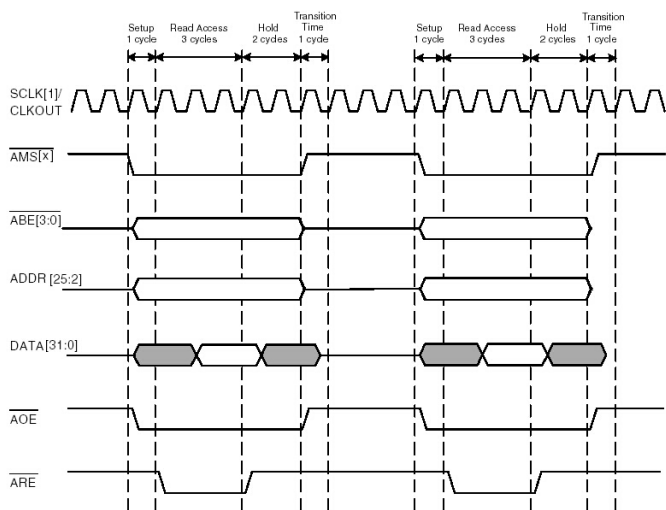 Setup
1 cycle
Read Access
3 cycles
Hold
2 cycles
Transition
Time
1 cycle
Setup
1 cycle
Read Access
3 cycles
Hold
2 cycles
Transition
Time
1 cycle
SCLK[1]/
CLKOUT
AMS[x]
ABE[3:0]
ADDR [25:2]
DATA[31:0]
AOE
ARE